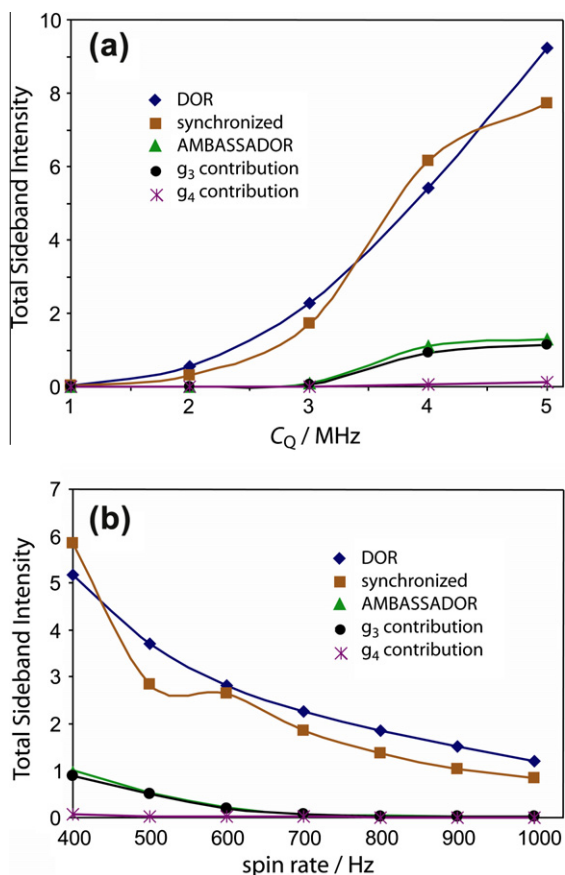 10
(a)
8
6
4
2
0
Total Sideband Intensity
DOR
synchronized
AMBASSADOR
g₃ contribution
g₄ contribution
1 2 3 4 5
C_Q / MHz
7
(b)
6
5
4
3
2
1
0
Total Sideband Intensity
DOR
synchronized
AMBASSADOR
g₃ contribution
g₄ contribution
400 500 600 700 800 900 1000
spin rate / Hz